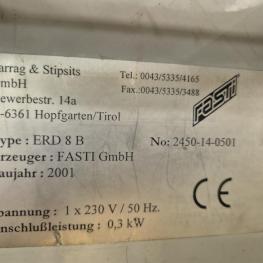 arrag & Stipsits
mbH
ewerbestr. 14a
-6361 Hopfgarten/Tirol
Tel.: 0043/5335/4165
Fax.:0043/5335/3488
FASTI
ype : ERD 8 B
No: 2450-14-0501
rzeuger : FASTI GmbH
aujahr : 2001
CE
pannung : 1 x 230 V / 50 Hz.
nschlußleistung : 0,3 kW